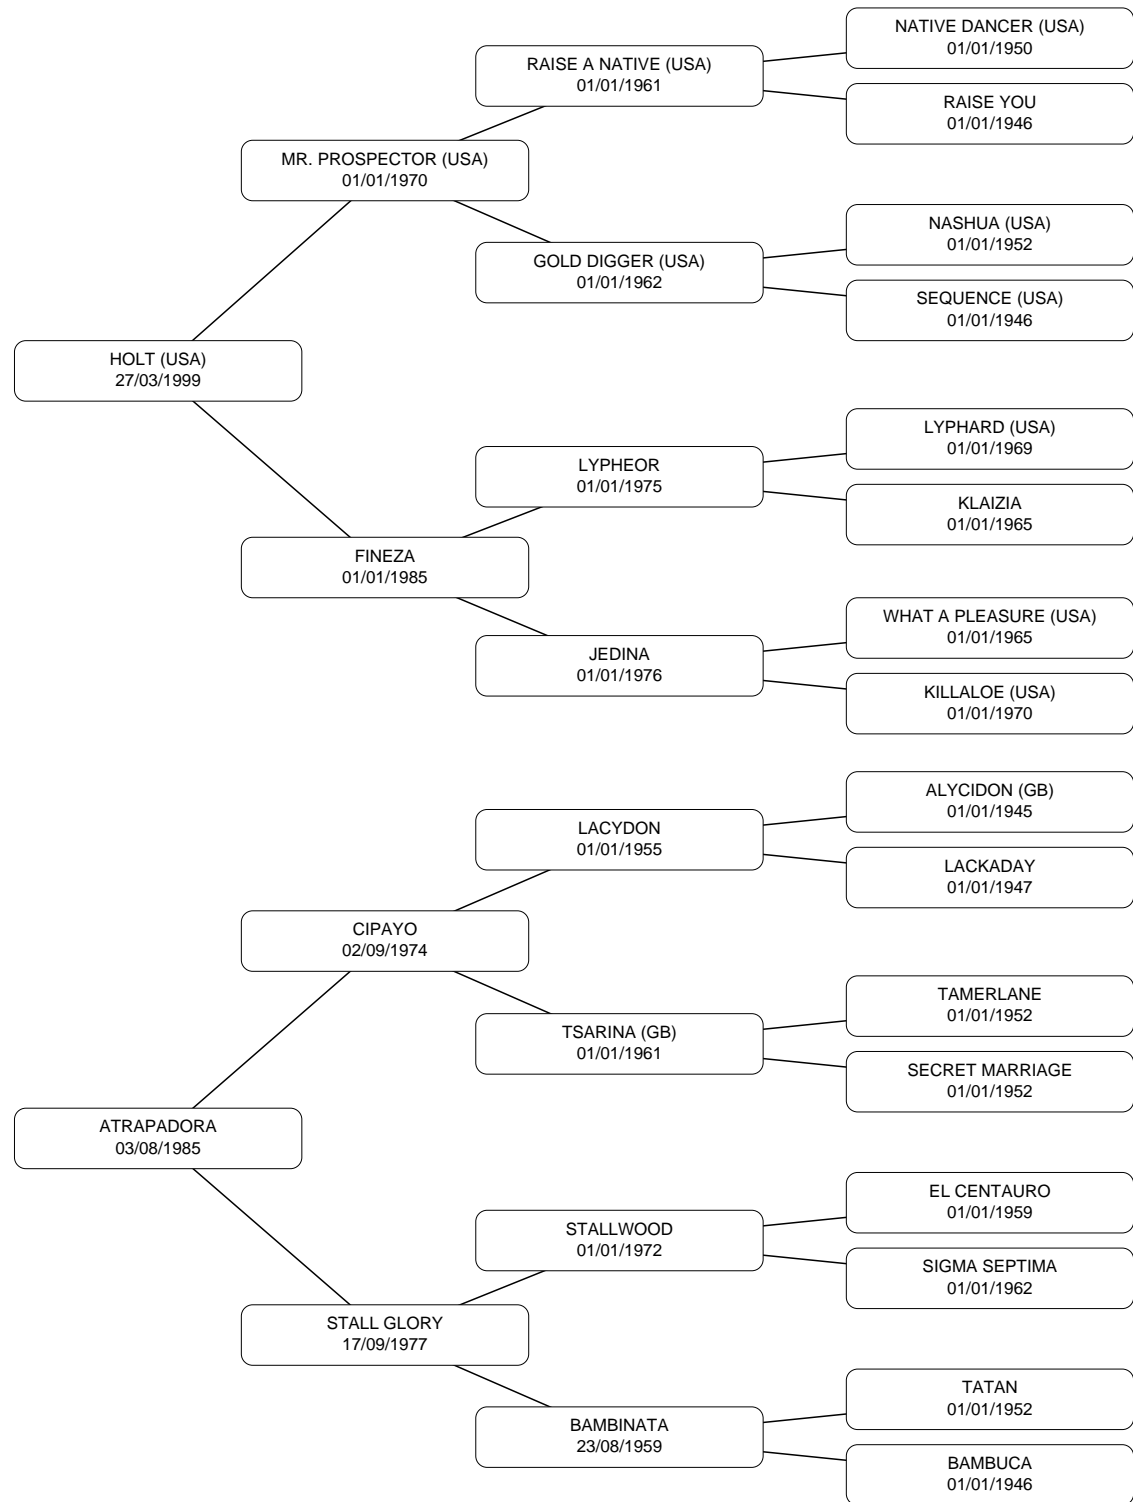 NATIVE DANCER (USA)
01/01/1950
RAISE A NATIVE (USA)
01/01/1961
RAISE YOU
01/01/1946
MR. PROSPECTOR (USA)
01/01/1970
NASHUA (USA)
01/01/1952
GOLD DIGGER (USA)
01/01/1962
SEQUENCE (USA)
01/01/1946
HOLT (USA)
27/03/1999
LYPHARD (USA)
01/01/1969
LYPHEOR
01/01/1975
KLAIZIA
01/01/1965
FINEZA
01/01/1985
WHAT A PLEASURE (USA)
01/01/1965
JEDINA
01/01/1976
KILLALOE (USA)
01/01/1970
ALYCIDON (GB)
01/01/1945
LACYDON
01/01/1955
LACKADAY
01/01/1947
CIPAYO
02/09/1974
TAMERLANE
01/01/1952
TSARINA (GB)
01/01/1961
SECRET MARRIAGE
01/01/1952
ATRAPADORA
03/08/1985
EL CENTAURO
01/01/1959
STALLWOOD
01/01/1972
SIGMA SEPTIMA
01/01/1962
STALL GLORY
17/09/1977
TATAN
01/01/1952
BAMBINATA
23/08/1959
BAMBUCA
01/01/1946